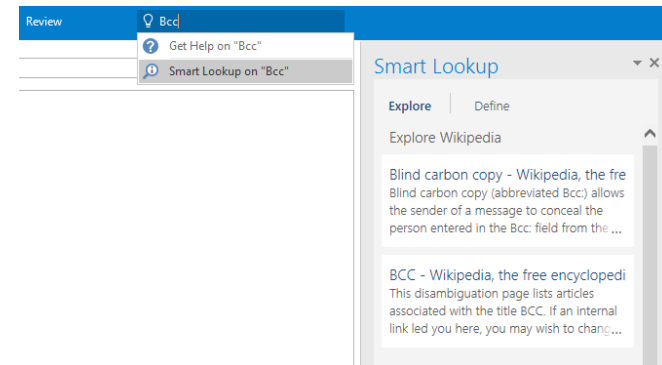 Review
Bcc
Get Help on "Bcc"
Smart Lookup on "Bcc"
Smart Lookup
Explore
Define
Explore Wikipedia
Blind carbon copy - Wikipedia, the fre
Blind carbon copy (abbreviated Bcc:) allows
the sender of a message to conceal the
person entered in the Bcc: field from the ...
BCC - Wikipedia, the free encyclopedi
This disambiguation page lists articles
associated with the title BCC. If an internal
link led you here, you may wish to chang...